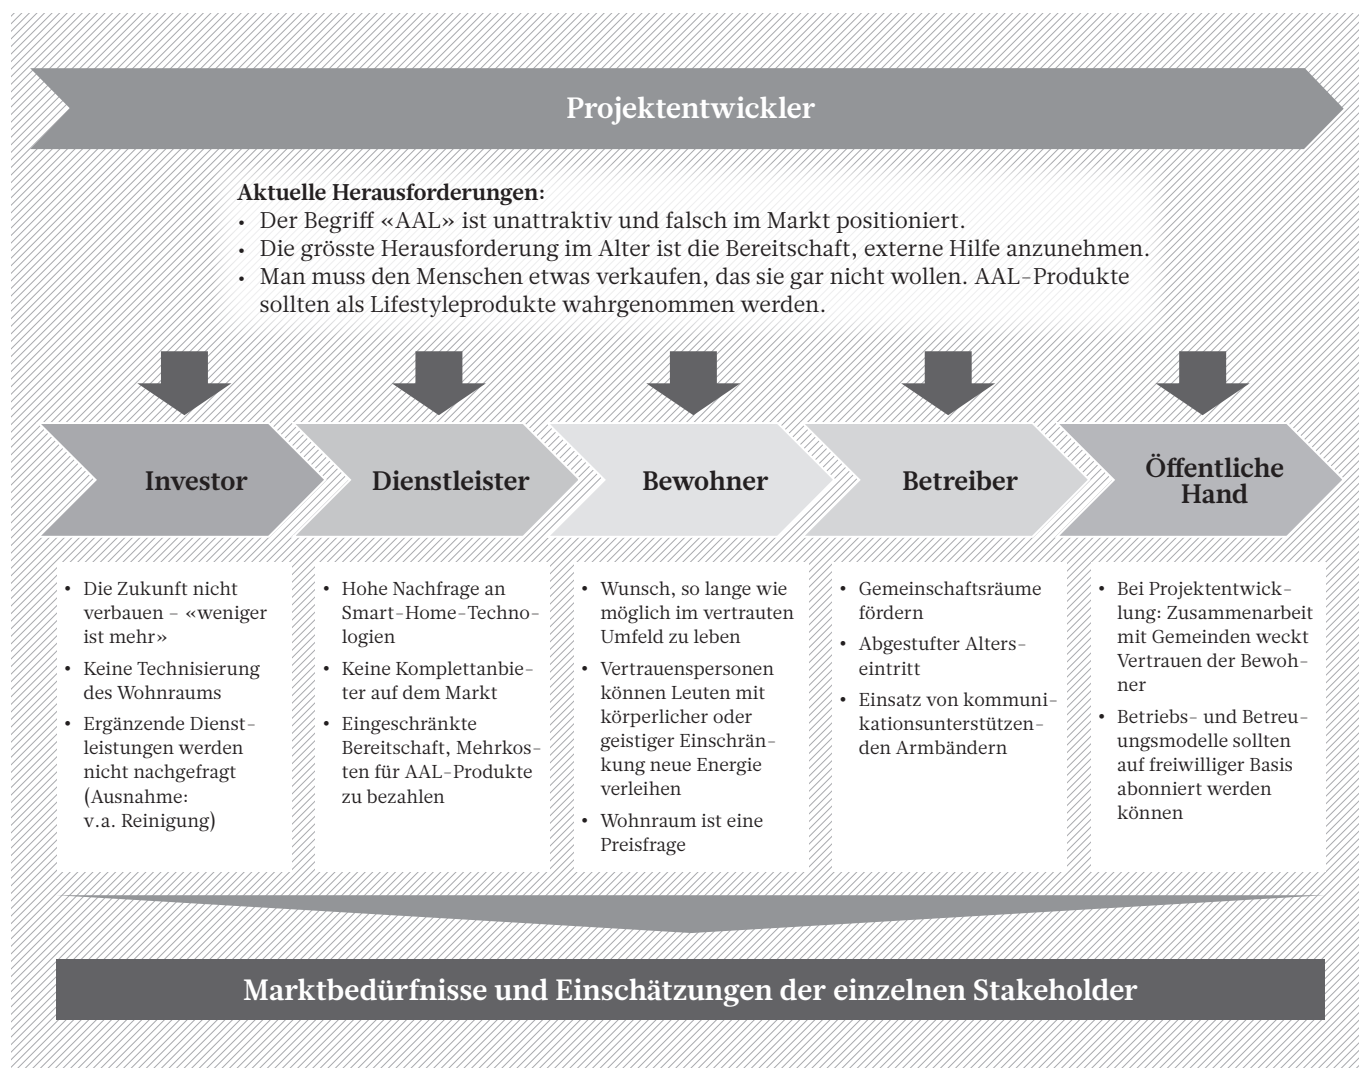 Projektentwickler
Aktuelle Herausforderungen:
• Der Begriff «AAL» ist unattraktiv und falsch im Markt positioniert.
• Die grösste Herausforderung im Alter ist die Bereitschaft, externe Hilfe anzunehmen.
• Man muss den Menschen etwas verkaufen, das sie gar nicht wollen. AAL-Produkte
sollten als Lifestyleprodukte wahrgenommen werden.
Investor
Dienstleister
Bewohner
Betreiber
Öffentliche
Hand
• Die Zukunft nicht
verbauen – «weniger
ist mehr»
• Keine Technisierung
des Wohnraums
• Ergänzende Dienst-
leistungen werden
nicht nachgefragt
(Ausnahme:
v.a. Reinigung)
• Hohe Nachfrage an
Smart-Home-Techno-
logien
• Keine Komplettanbie-
ter auf dem Markt
• Eingeschränkte
Bereitschaft, Mehrkos-
ten für AAL-Produkte
zu bezahlen
• Wunsch, so lange wie
möglich im vertrauten
Umfeld zu leben
• Vertrauenspersonen
können Leuten mit
körperlicher oder
geistiger Einschrän-
kung neue Energie
verleihen
• Wohnraum ist eine
Preisfrage
• Gemeinschaftsräume
fördern
• Abgestufter Alters-
eintritt
• Einsatz von kommuni-
kationsunterstützen-
den Armbändern
• Bei Projektentwick-
lung: Zusammenarbeit
mit Gemeinden weckt
Vertrauen der Bewoh-
ner
• Betriebs- und Betreu-
ungsmodelle sollten
auf freiwilliger Basis
abonniert werden
können
Marktbedürfnisse und Einschätzungen der einzelnen Stakeholder